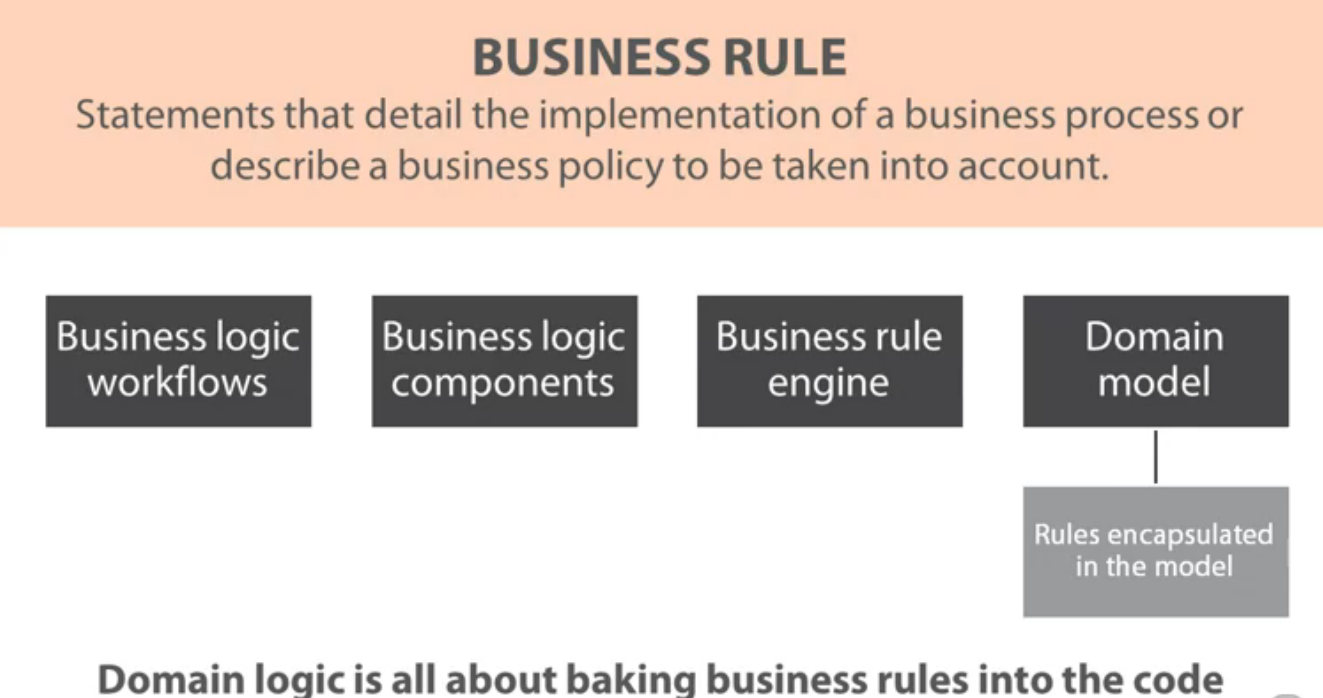 BUSINESS RULE
Statements that detail the implementation of a business process or
describe a business policy to be taken into account.
Business logic
workflows
Business logic
components
Business rule
engine
Domain
model
Rules encapsulated
in the model
Domain logic is all about baking business rules into the code